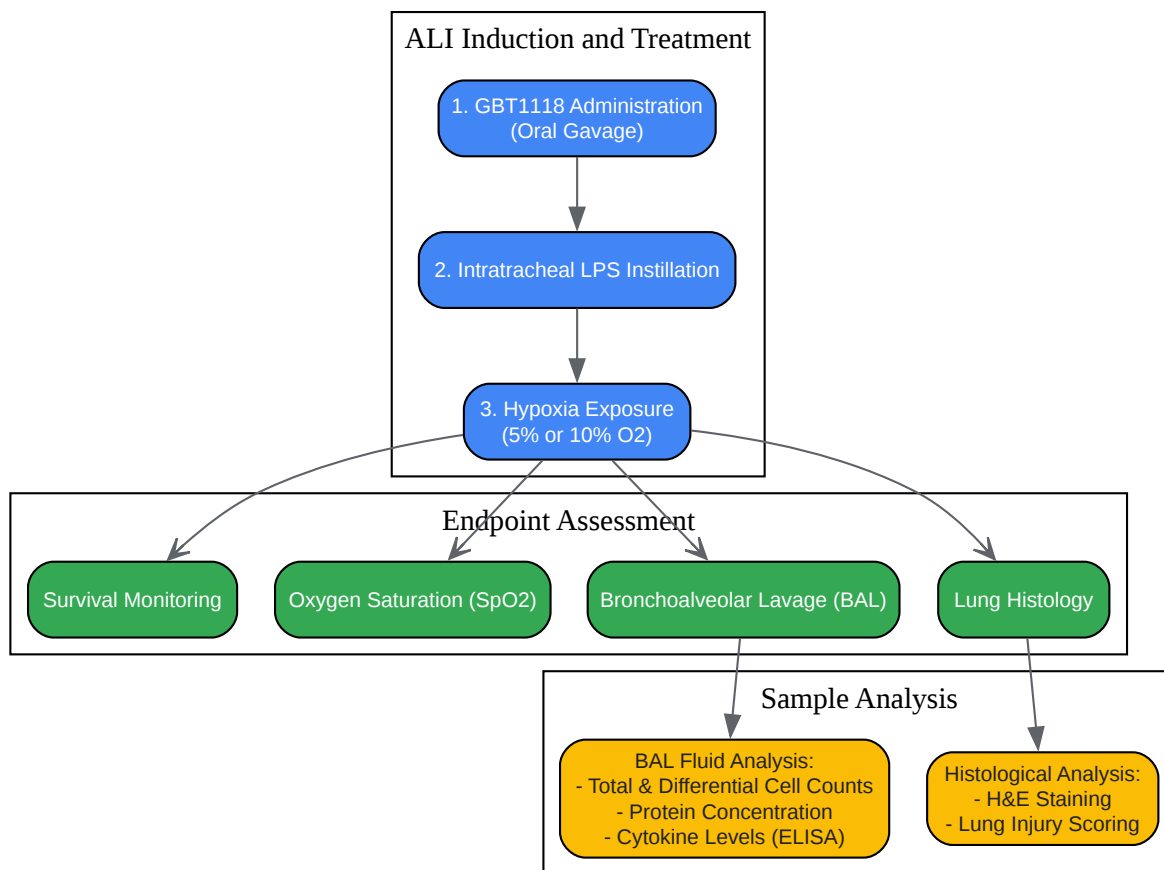 ALI Induction and Treatment
1. GBT1118 Administration
(Oral Gavage)
2. Intratracheal LPS Instillation
3. Hypoxia Exposure
(5% or 10% O2)
Endpoint Assessment
Survival Monitoring
Oxygen Saturation (SpO2)
Bronchoalveolar Lavage (BAL)
Lung Histology
Sample Analysis
BAL Fluid Analysis:
- Total & Differential Cell Counts
- Protein Concentration
- Cytokine Levels (ELISA)
Histological Analysis:
- H&E Staining
- Lung Injury Scoring